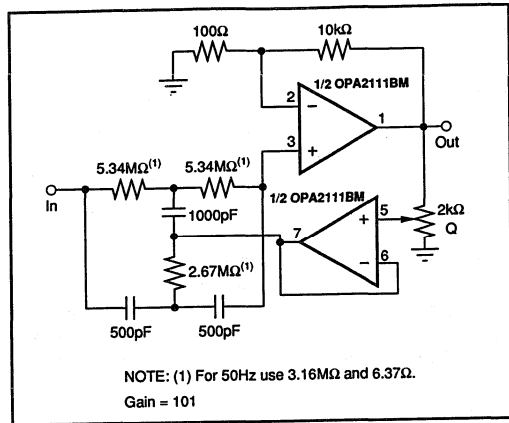 100Ω
10kΩ
1/2 OPA2111BM
2
−
1
3
+
Out
5.34MΩ(1)
5.34MΩ(1)
1/2 OPA2111BM
In
1000pF
7
+
5
2kΩ
Q
−
6
2.67MΩ(1)
500pF
500pF
NOTE: (1) For 50Hz use 3.16MΩ and 6.37Ω.
Gain = 101